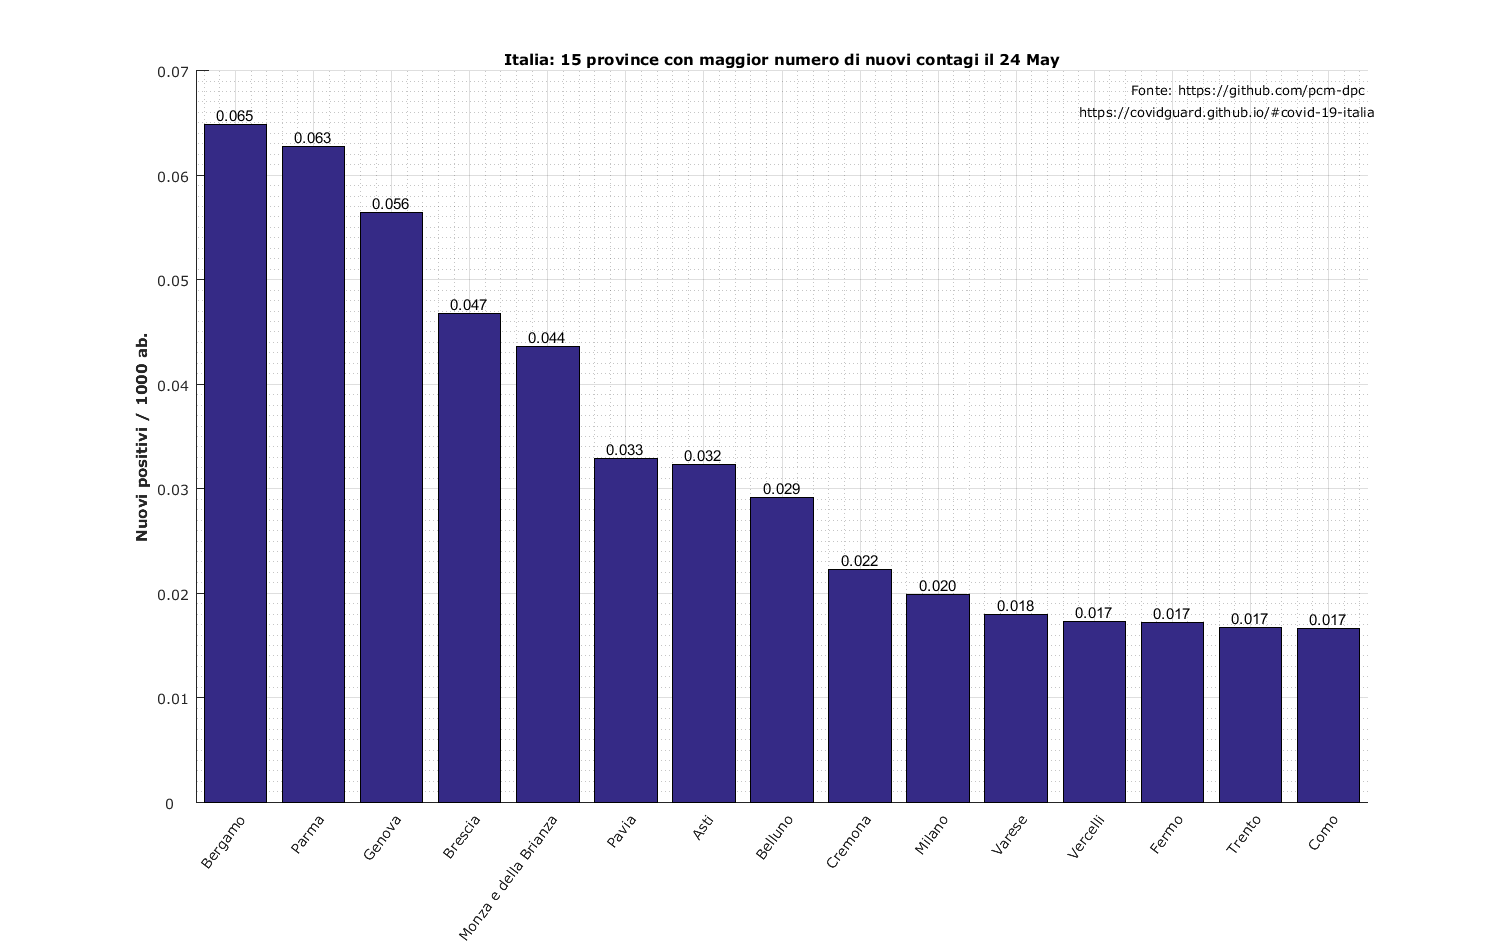 Italia: 15 province con maggior numero di nuovi contagi il 24 May
Fonte: https://github.com/pcm-dpc
https://covidguard.github.io/#covid-19-italia
Nuovi positivi / 1000 ab.
0.07
0.06
0.05
0.04
0.03
0.02
0.01
0
0.065
0.063
0.056
0.047
0.044
0.033
0.032
0.029
0.022
0.020
0.018
0.017
0.017
0.017
0.017
Bergamo
Parma
Genova
Brescia
Monza e della Brianza
Pavia
Asti
Belluno
Cremona
Milano
Varese
Vercelli
Fermo
Trento
Como